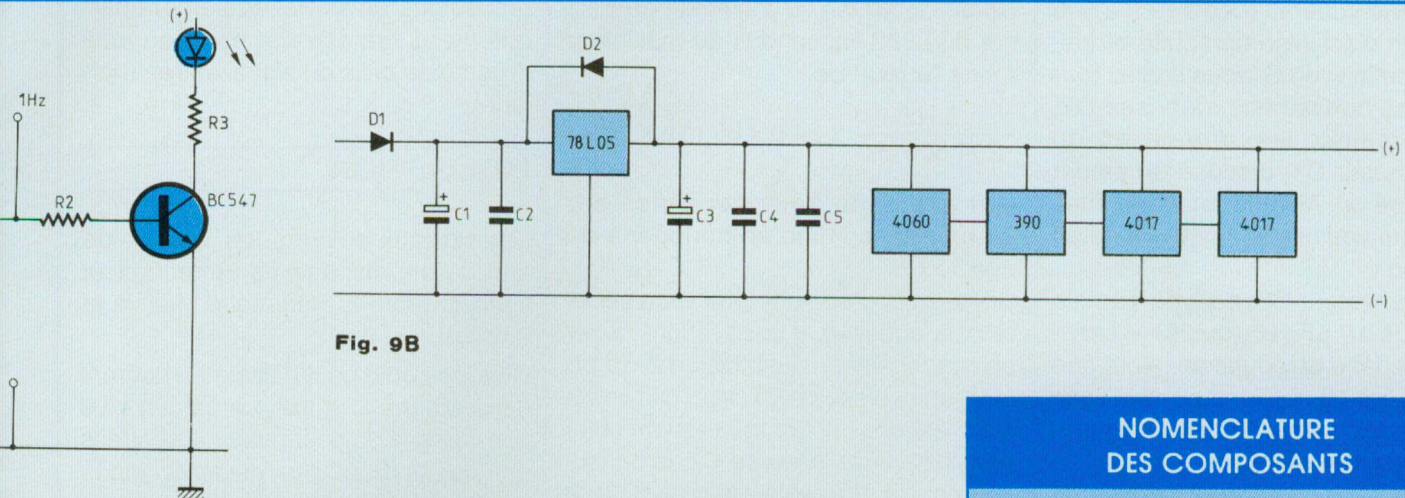 (+)
1Hz
R3
R2
BC547
D2
D1
78L05
+
C1
C2
+
C3
C4
C5
4060
390
4017
4017
(+)
(-)
Fig. 9B
NOMENCLATURE
DES COMPOSANTS